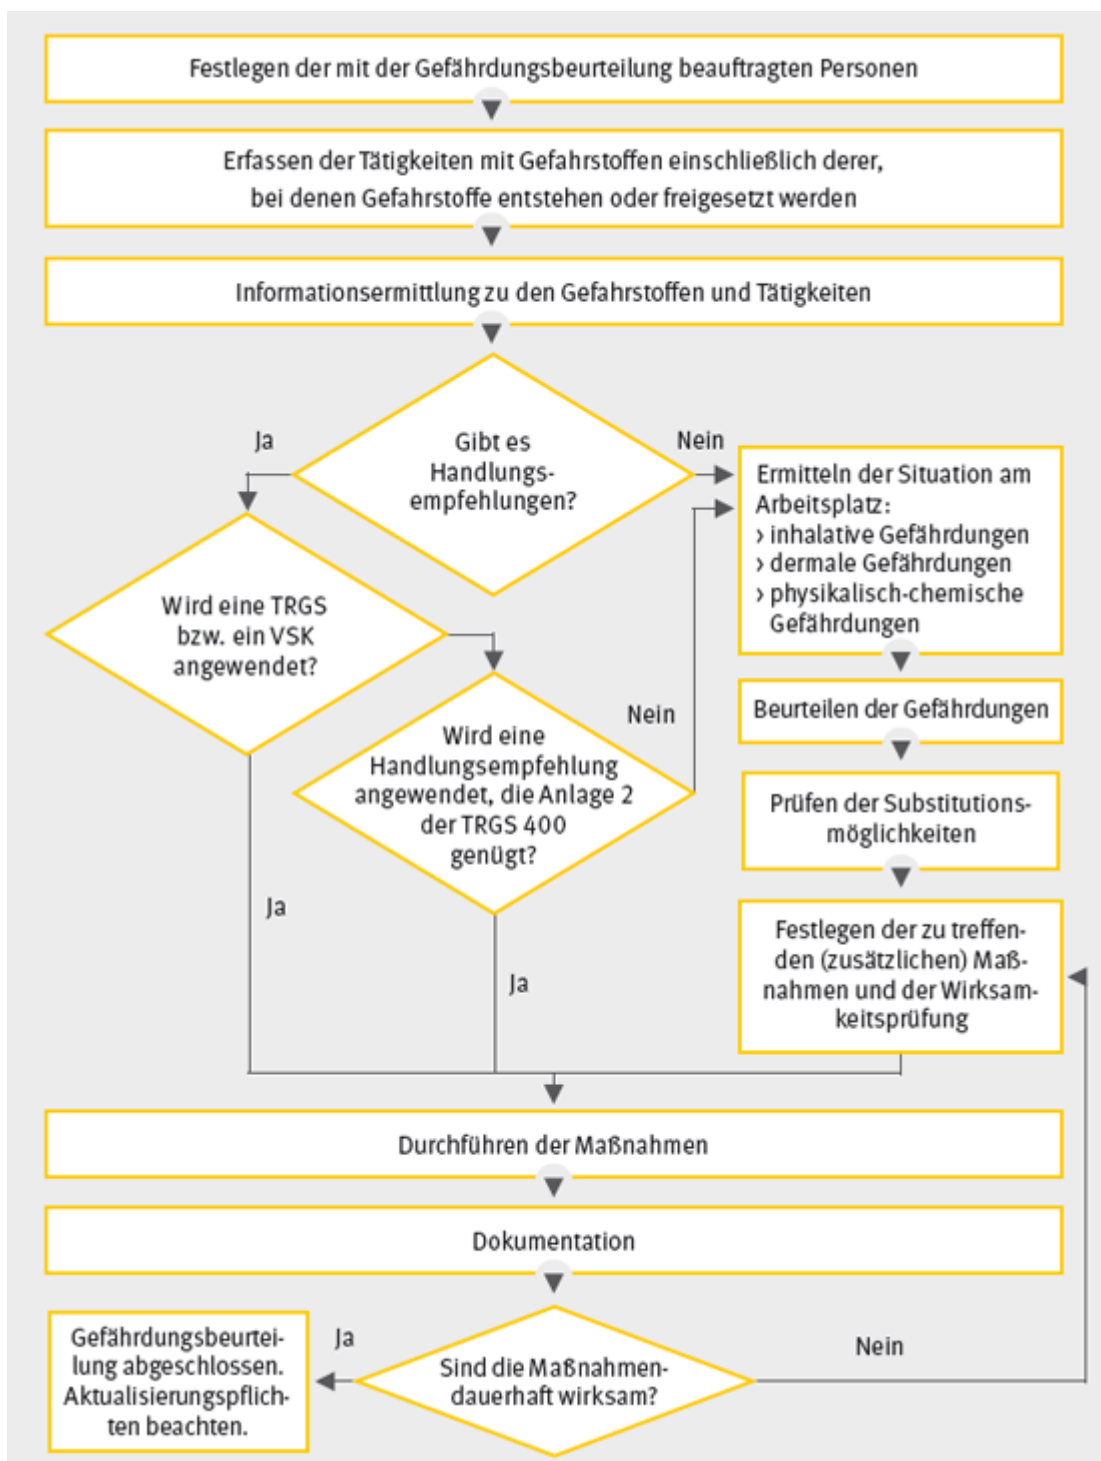 Festlegen der mit der Gefährdungsbeurteilung beauftragten Personen
Erfassen der Tätigkeiten mit Gefahrstoffen einschließlich derer,
bei denen Gefahrstoffe entstehen oder freigesetzt werden
Informationsermittlung zu den Gefahrstoffen und Tätigkeiten
Gibt es
Handlungs-
empfehlungen?
Ja
Nein
Wird eine TRGS
bzw. ein VSK
angewendet?
Ja
Wird eine
Handlungsempfehlung
angewendet, die Anlage 2
der TRGS 400
genügt?
Nein
Ja
Ermitteln der Situation am
Arbeitsplatz:
› inhalative Gefährdungen
› dermale Gefährdungen
› physikalisch-chemische
Gefährdungen
Beurteilen der Gefährdungen
Prüfen der Substitutions-
möglichkeiten
Festlegen der zu treffen-
den (zusätzlichen) Maß-
nahmen und der Wirksam-
keitsprüfung
Durchführen der Maßnahmen
Dokumentation
Sind die Maßnahmen-
dauerhaft wirksam?
Ja
Nein
Gefährdungsbeurtei-
lung abgeschlossen.
Aktualisierungspflich-
ten beachten.